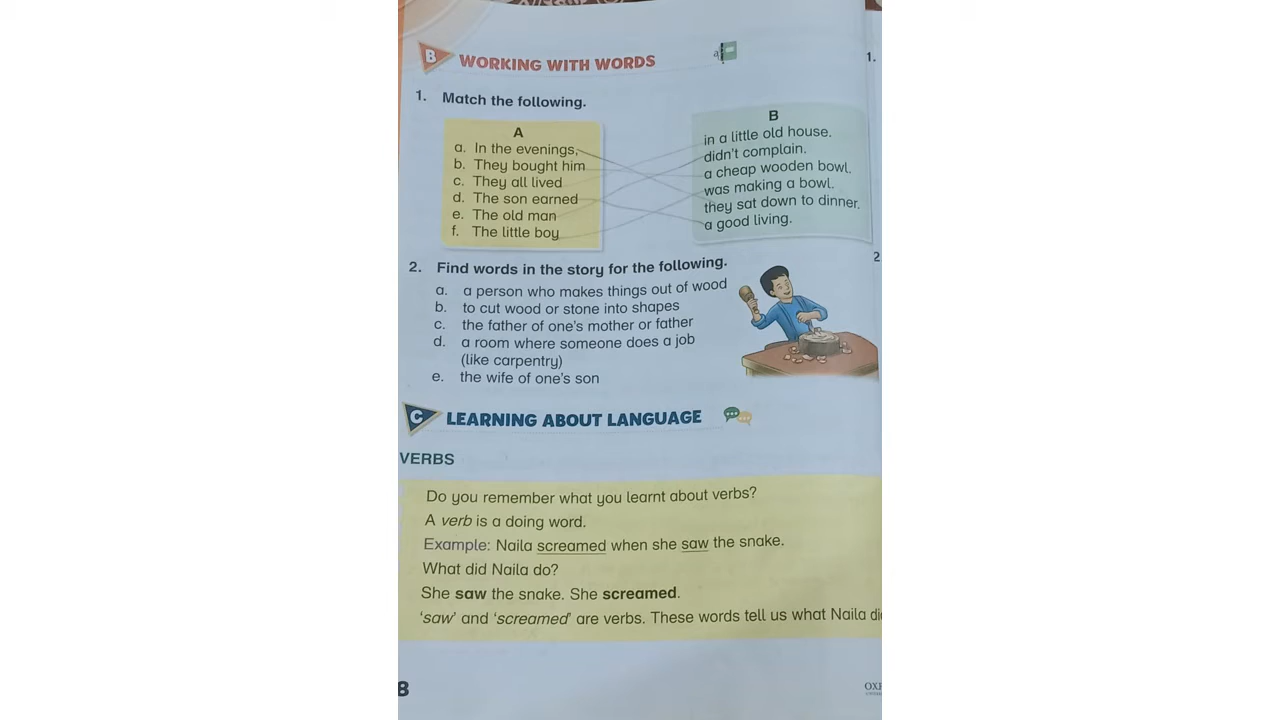 B WORKING WITH WORDS
1. Match the following.
A
a. In the evenings,
b. They bought him
c. They all lived
d. The son earned
e. The old man
f. The little boy
B
in a little old house.
didn't complain.
a cheap wooden bowl.
was making a bowl.
they sat down to dinner.
a good living.
2. Find words in the story for the following.
a. a person who makes things out of wood
b. to cut wood or stone into shapes
c. the father of one's mother or father
d. a room where someone does a job
(like carpentry)
e. the wife of one's son
C LEARNING ABOUT LANGUAGE
VERBS
Do you remember what you learnt about verbs?
A verb is a doing word.
Example: Naila screamed when she saw the snake.
What did Naila do?
She saw the snake. She screamed.
'saw' and 'screamed' are verbs. These words tell us what Naila
8
1.
2